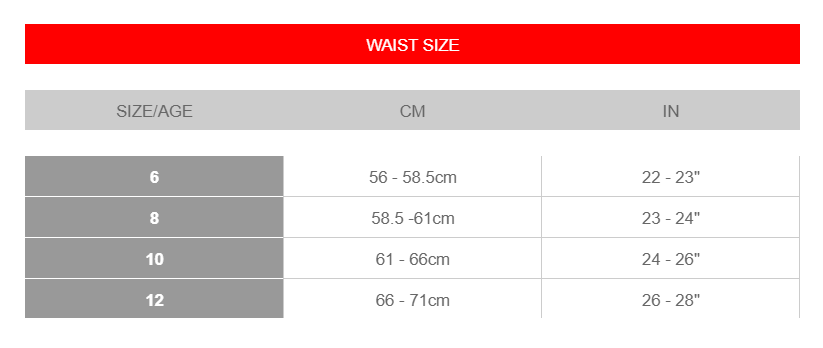 WAIST SIZE
SIZE/AGE CM IN
6 56 - 58.5cm 22 - 23"
8 58.5 -61cm 23 - 24"
10 61 - 66cm 24 - 26"
12 66 - 71cm 26 - 28"